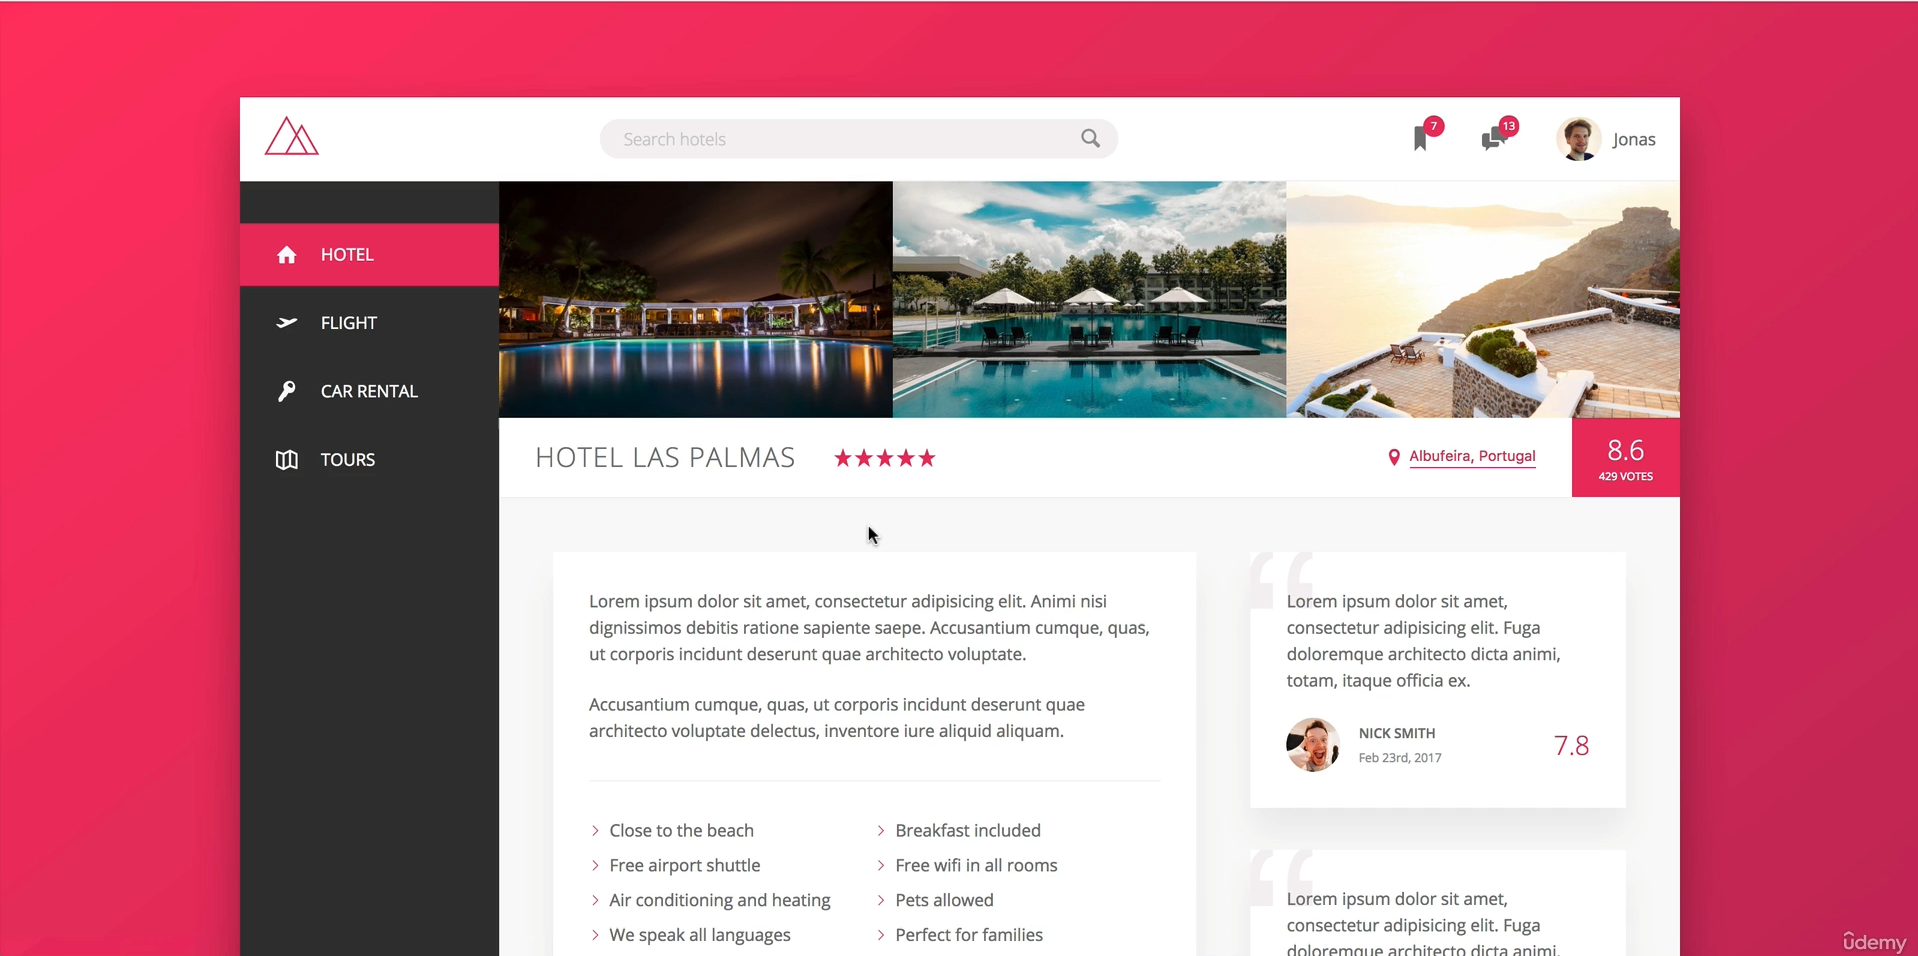 Search hotels
7
13
Jonas
HOTEL
FLIGHT
CAR RENTAL
TOURS
HOTEL LAS PALMAS
Albufeira, Portugal
8.6
429 VOTES
Lorem ipsum dolor sit amet, consectetur adipisicing elit. Animi nisi
dignissimos debitis ratione sapiente saepe. Accusantium cumque, quas,
ut corporis incidunt deserunt quae architecto voluptate.
Accusantium cumque, quas, ut corporis incidunt deserunt quae
architecto voluptate delectus, inventore iure aliquid aliquam.
Close to the beach
Free airport shuttle
Air conditioning and heating
We speak all languages
Breakfast included
Free wifi in all rooms
Pets allowed
Perfect for families
“
Lorem ipsum dolor sit amet,
consectetur adipisicing elit. Fuga
doloremque architecto dicta animi,
totam, itaque officia ex.
NICK SMITH
Feb 23rd, 2017
7.8
“
Lorem ipsum dolor sit amet,
consectetur adipisicing elit. Fuga
doloremque architecto dicta animi,
ûdemy